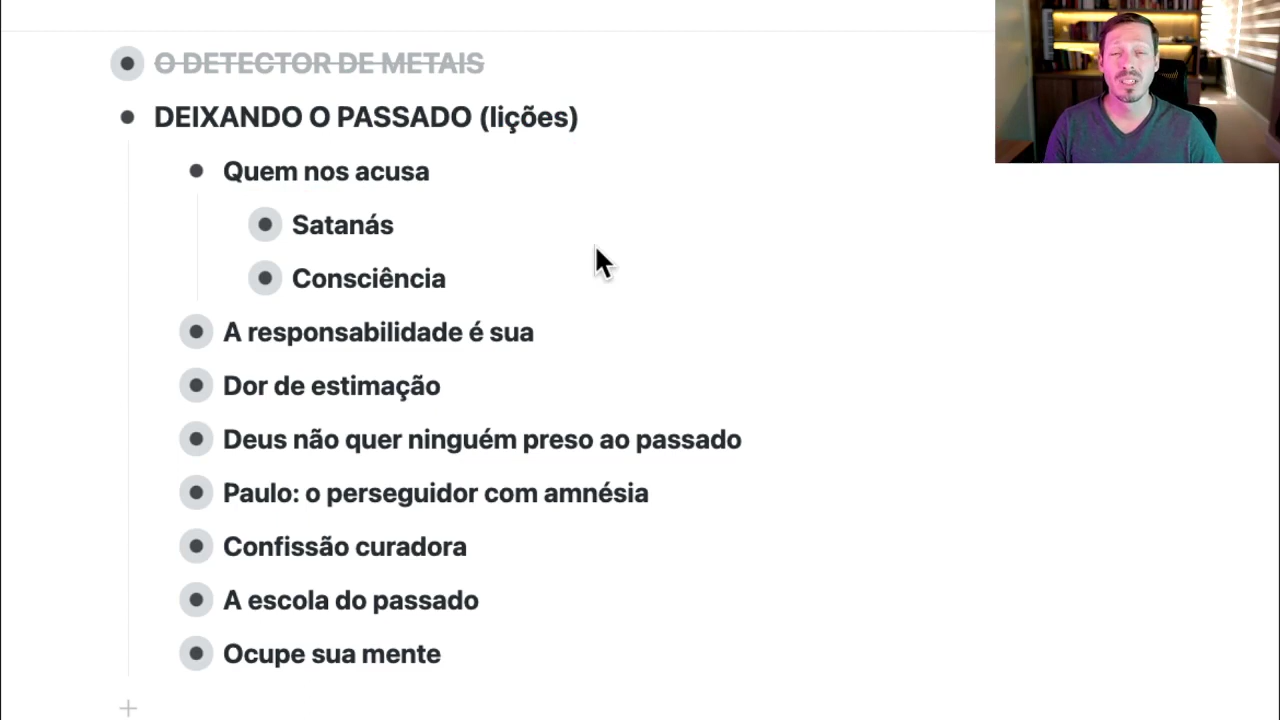 O DETECTOR DE METAIS
DEIXANDO O PASSADO (lições)
Quem nos acusa
Satanás
Consciência
A responsabilidade é sua
Dor de estimação
Deus não quer ninguém preso ao passado
Paulo: o perseguidor com amnésia
Confissão curadora
A escola do passado
Ocupe sua mente